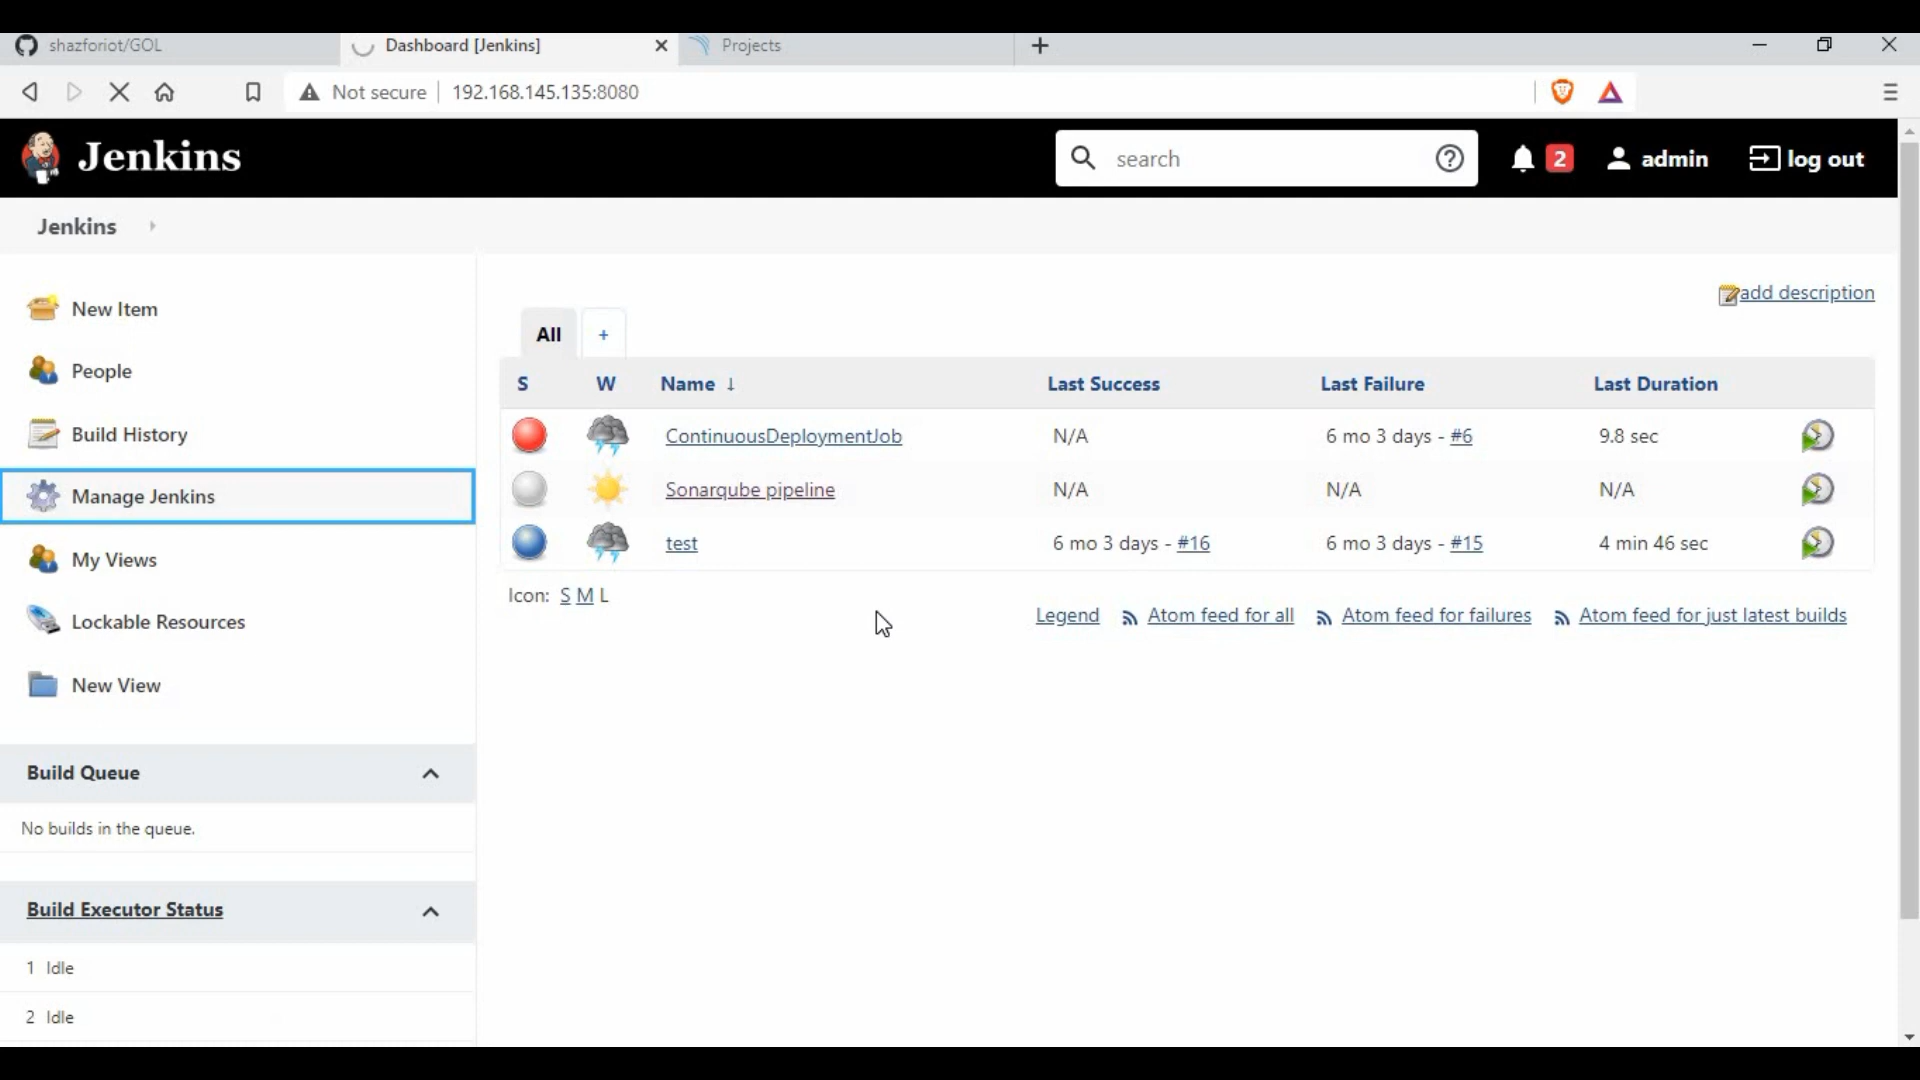 shazforiot/GOL
Dashboard [Jenkins]
Projects
Not secure
192.168.145.135:8080
Jenkins
search
2
admin
log out
Jenkins
New Item
People
Build History
Manage Jenkins
My Views
Lockable Resources
New View
Build Queue
No builds in the queue.
Build Executor Status
1 Idle
2 Idle
add description
All +
S W Name ↓ Last Success Last Failure Last Duration
ContinuousDeploymentJob N/A 6 mo 3 days - #6 9.8 sec
Sonarqube pipeline N/A N/A N/A
test 6 mo 3 days - #16 6 mo 3 days - #15 4 min 46 sec
Icon: S M L
Legend Atom feed for all Atom feed for failures Atom feed for just latest builds